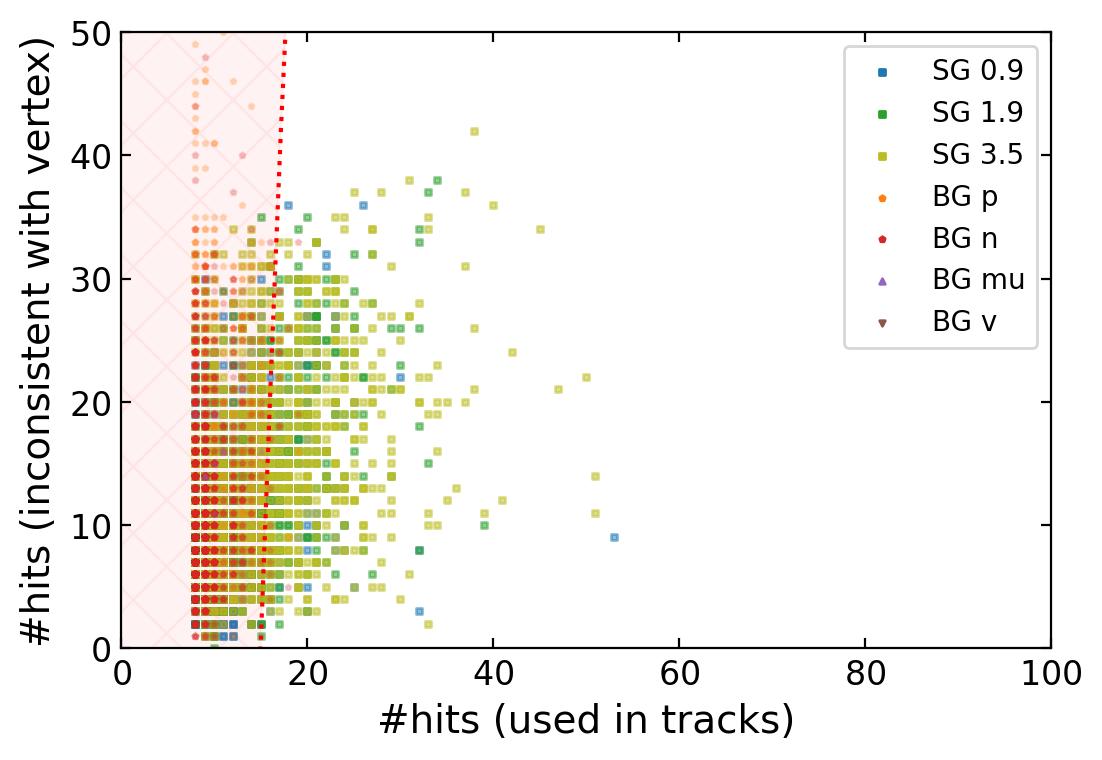 50
40
30
20
10
0
0 20 40 60 80 100
#hits (inconsistent with vertex)
#hits (used in tracks)
SG 0.9
SG 1.9
SG 3.5
BG p
BG n
BG mu
BG v